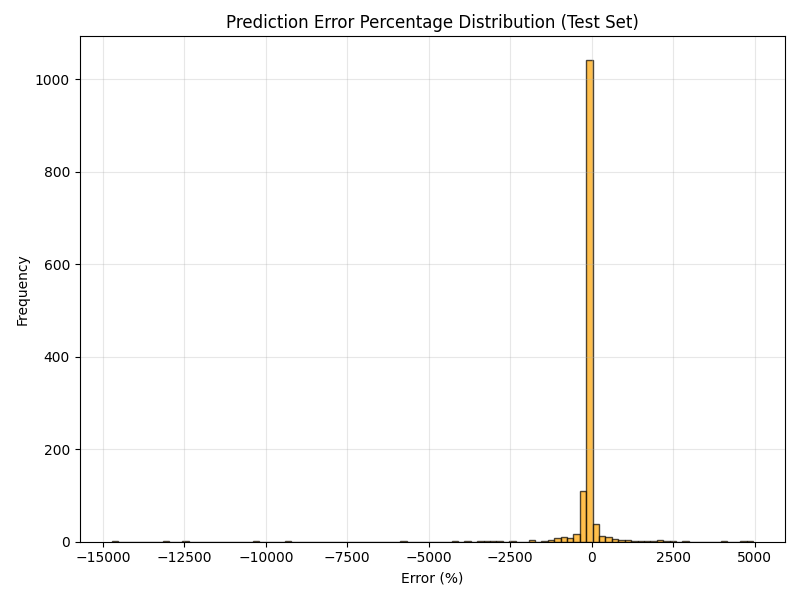 Prediction Error Percentage Distribution (Test Set)
Frequency
1000
800
600
400
200
0
−15000 −12500 −10000 −7500 −5000 −2500 0 2500 5000
Error (%)